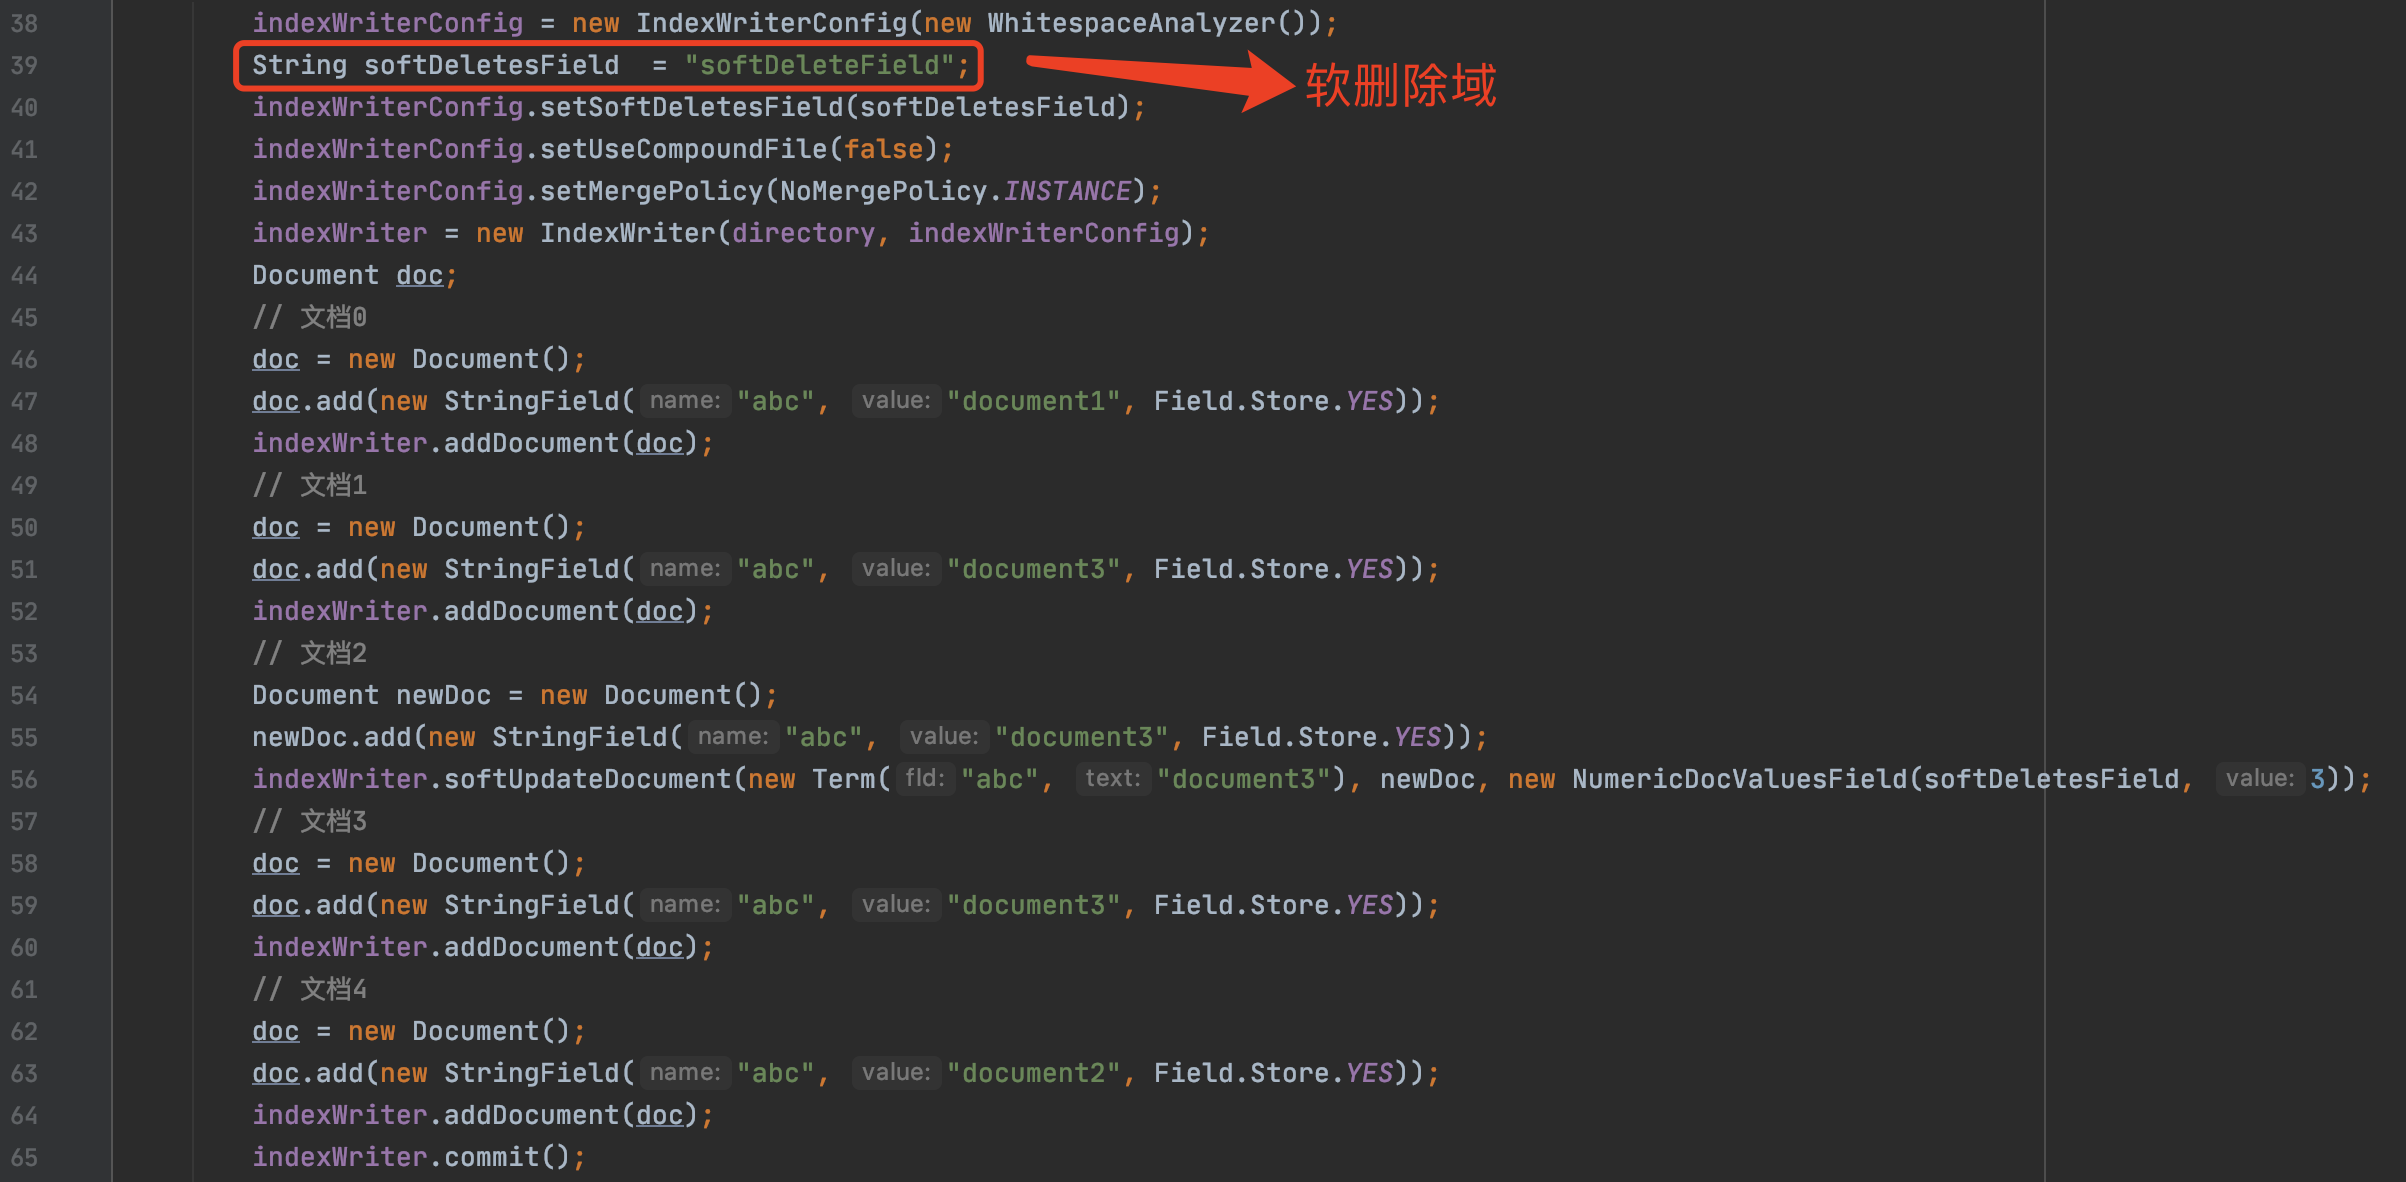 38 indexWriterConfig = new IndexWriterConfig(new WhitespaceAnalyzer());
39 String softDeletesField  = "softDeleteField"; 软删除域
40 indexWriterConfig.setSoftDeletesField(softDeletesField);
41 indexWriterConfig.setUseCompoundFile(false);
42 indexWriterConfig.setMergePolicy(NoMergePolicy.INSTANCE);
43 indexWriter = new IndexWriter(directory, indexWriterConfig);
44 Document doc;
45 // 文档0
46 doc = new Document();
47 doc.add(new StringField( name: "abc", value: "document1", Field.Store.YES));
48 indexWriter.addDocument(doc);
49 // 文档1
50 doc = new Document();
51 doc.add(new StringField( name: "abc", value: "document3", Field.Store.YES));
52 indexWriter.addDocument(doc);
53 // 文档2
54 Document newDoc = new Document();
55 newDoc.add(new StringField( name: "abc", value: "document3", Field.Store.YES));
56 indexWriter.softUpdateDocument(new Term( fld: "abc", text: "document3"), newDoc, new NumericDocValuesField(softDeletesField, value: 3));
57 // 文档3
58 doc = new Document();
59 doc.add(new StringField( name: "abc", value: "document3", Field.Store.YES));
60 indexWriter.addDocument(doc);
61 // 文档4
62 doc = new Document();
63 doc.add(new StringField( name: "abc", value: "document2", Field.Store.YES));
64 indexWriter.addDocument(doc);
65 indexWriter.commit();